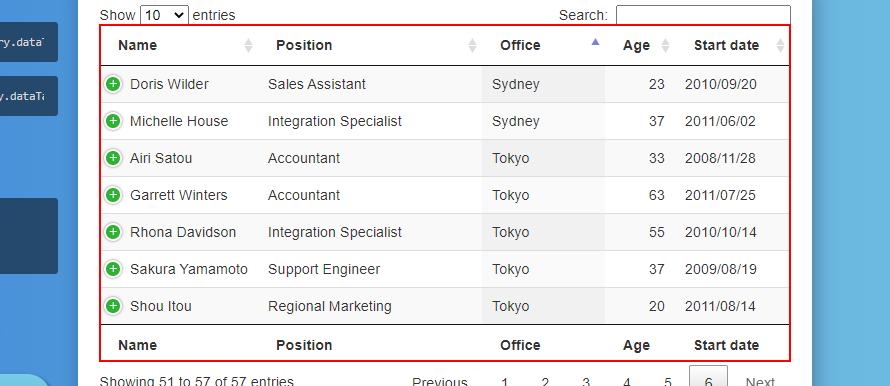 Show 10 entries Search:
ry.dataT
Name Position Office Age Start date
Doris Wilder Sales Assistant Sydney 23 2010/09/20
y.dataTa
Michelle House Integration Specialist Sydney 37 2011/06/02
Airi Satou Accountant Tokyo 33 2008/11/28
Garrett Winters Accountant Tokyo 63 2011/07/25
Rhona Davidson Integration Specialist Tokyo 55 2010/10/14
Sakura Yamamoto Support Engineer Tokyo 37 2009/08/19
Shou Itou Regional Marketing Tokyo 20 2011/08/14
Name Position Office Age Start date
Showing 51 to 57 of 57 entries Previous 1 2 3 4 5 6 Next